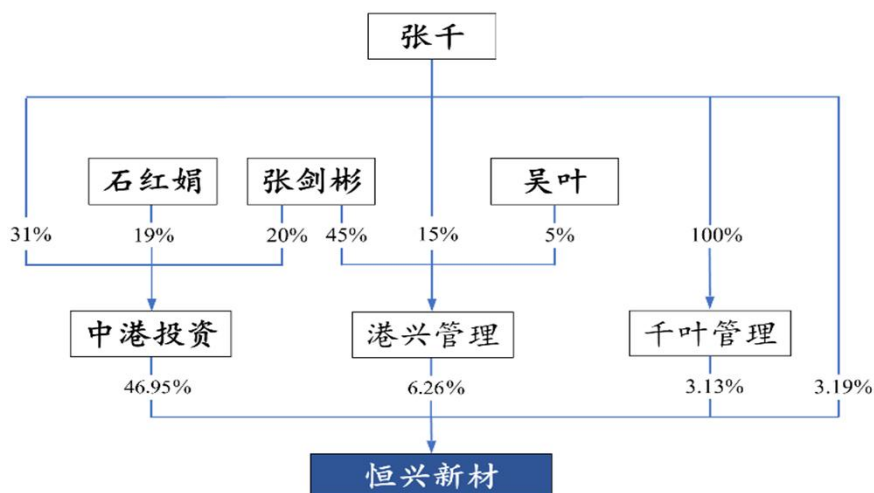 张千
石红娟 张剑彬 吴叶
31% 19% 20% 45% 15% 5% 100%
中港投资 港兴管理 千叶管理
46.95% 6.26% 3.13% 3.19%
恒兴新材